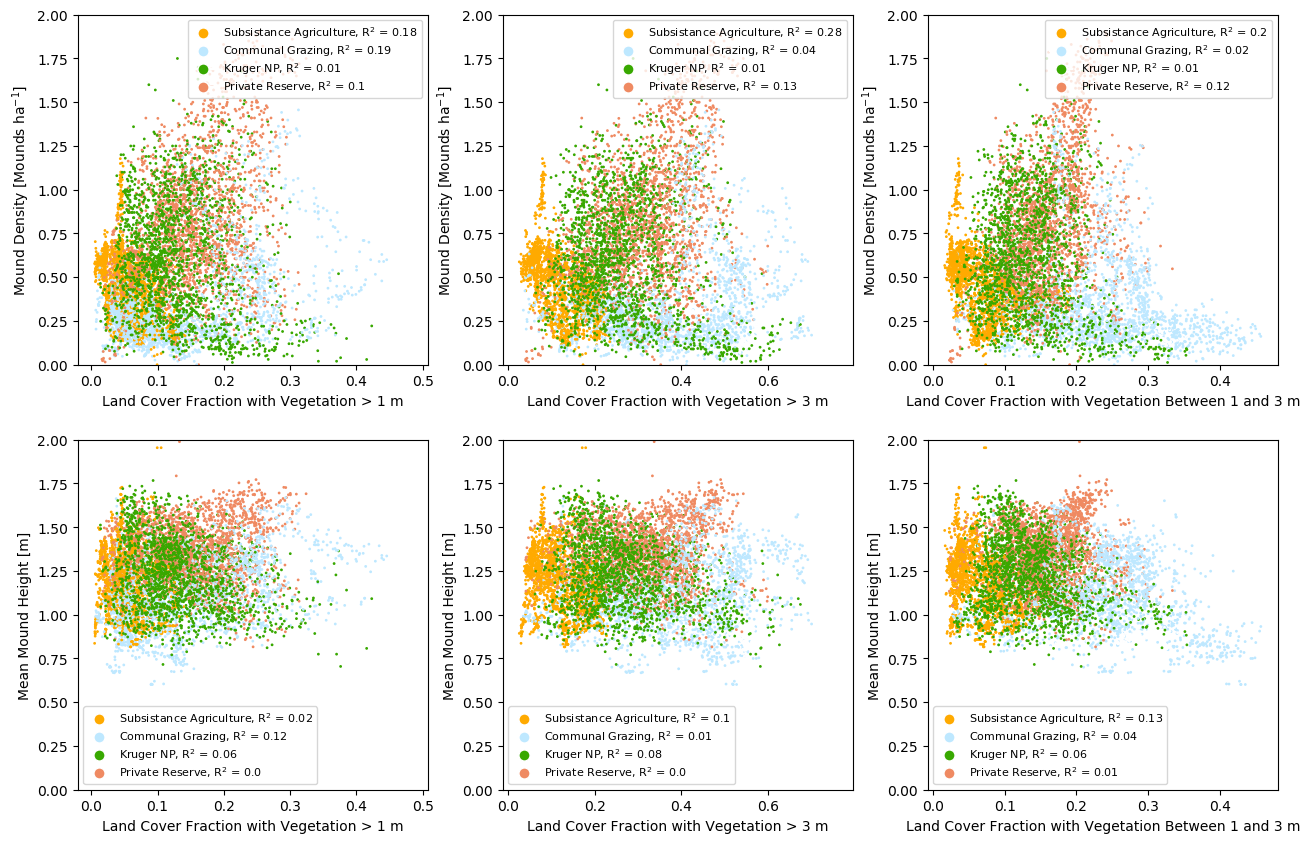 2.00
1.75
1.50
1.25
1.00
0.75
0.50
0.25
0.00
Mound Density [Mounds ha⁻¹]
Subsistance Agriculture, R² = 0.18
Communal Grazing, R² = 0.19
Kruger NP, R² = 0.01
Private Reserve, R² = 0.1
0.0 0.1 0.2 0.3 0.4 0.5
Land Cover Fraction with Vegetation > 1 m
2.00
1.75
1.50
1.25
1.00
0.75
0.50
0.25
0.00
Mound Density [Mounds ha⁻¹]
Subsistance Agriculture, R² = 0.28
Communal Grazing, R² = 0.04
Kruger NP, R² = 0.01
Private Reserve, R² = 0.13
0.0 0.2 0.4 0.6
Land Cover Fraction with Vegetation > 3 m
2.00
1.75
1.50
1.25
1.00
0.75
0.50
0.25
0.00
Mound Density [Mounds ha⁻¹]
Subsistance Agriculture, R² = 0.2
Communal Grazing, R² = 0.02
Kruger NP, R² = 0.01
Private Reserve, R² = 0.12
0.0 0.1 0.2 0.3 0.4
Land Cover Fraction with Vegetation Between 1 and 3 m
2.00
1.75
1.50
1.25
1.00
0.75
0.50
0.25
0.00
Mean Mound Height [m]
Subsistance Agriculture, R² = 0.02
Communal Grazing, R² = 0.12
Kruger NP, R² = 0.06
Private Reserve, R² = 0.0
0.0 0.1 0.2 0.3 0.4 0.5
Land Cover Fraction with Vegetation > 1 m
2.00
1.75
1.50
1.25
1.00
0.75
0.50
0.25
0.00
Mean Mound Height [m]
Subsistance Agriculture, R² = 0.1
Communal Grazing, R² = 0.01
Kruger NP, R² = 0.08
Private Reserve, R² = 0.0
0.0 0.2 0.4 0.6
Land Cover Fraction with Vegetation > 3 m
2.00
1.75
1.50
1.25
1.00
0.75
0.50
0.25
0.00
Mean Mound Height [m]
Subsistance Agriculture, R² = 0.13
Communal Grazing, R² = 0.04
Kruger NP, R² = 0.06
Private Reserve, R² = 0.01
0.0 0.1 0.2 0.3 0.4
Land Cover Fraction with Vegetation Between 1 and 3 m